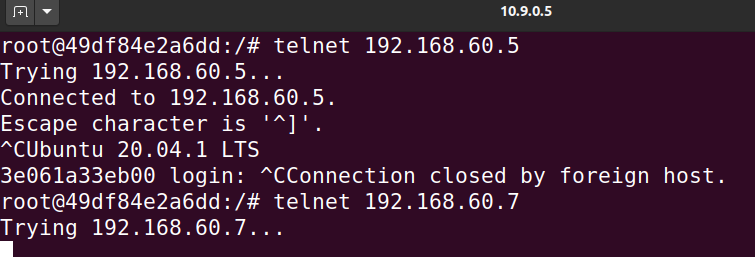 10.9.0.5
root@49df84e2a6dd:/# telnet 192.168.60.5
Trying 192.168.60.5...
Connected to 192.168.60.5.
Escape character is '^]'.
^CUbuntu 20.04.1 LTS
3e061a33eb00 login: ^CConnection closed by foreign host.
root@49df84e2a6dd:/# telnet 192.168.60.7
Trying 192.168.60.7...